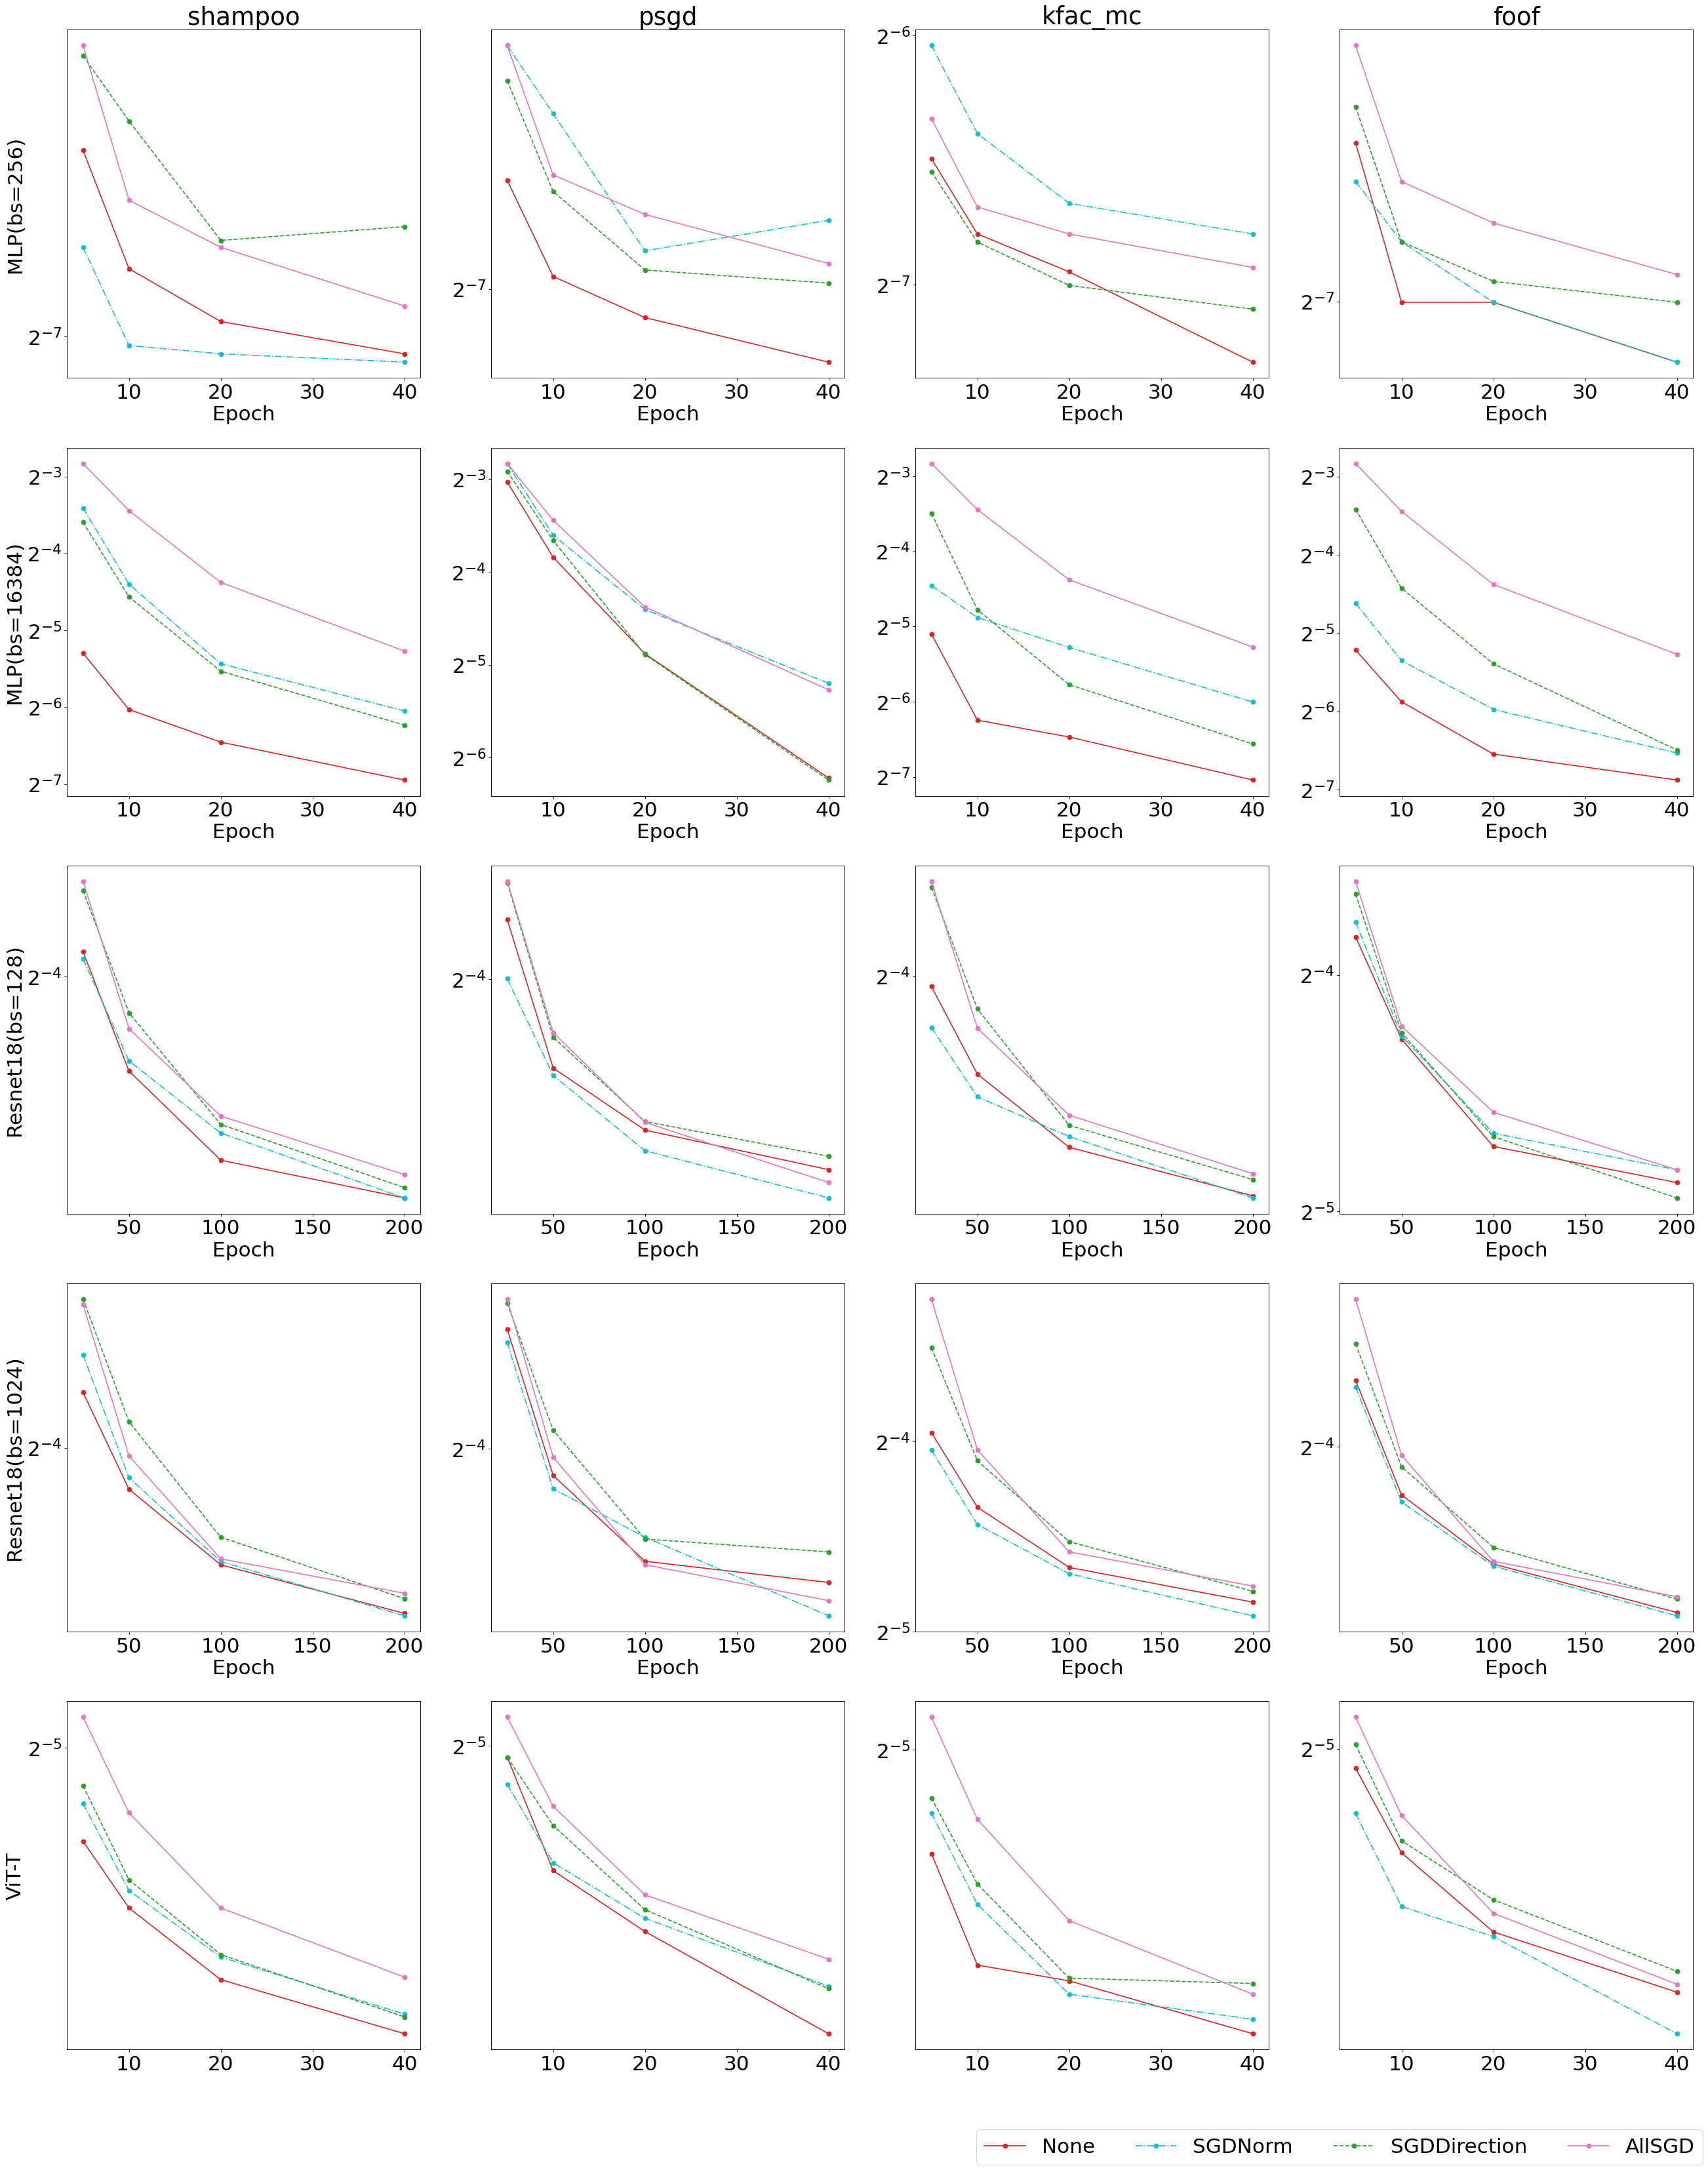 shampoo psgd kfac_mc foof
MLP(bs=256)
2⁻⁷ 2⁻⁷ 2⁻⁶ 2⁻⁷ 2⁻⁷
10 20 30 40 10 20 30 40 10 20 30 40 10 20 30 40
Epoch Epoch Epoch Epoch
MLP(bs=16384)
2⁻³ 2⁻⁴ 2⁻⁵ 2⁻⁶ 2⁻⁷ 2⁻³ 2⁻⁴ 2⁻⁵ 2⁻⁶ 2⁻³ 2⁻⁴ 2⁻⁵ 2⁻⁶ 2⁻⁷ 2⁻³ 2⁻⁴ 2⁻⁵ 2⁻⁶ 2⁻⁷
10 20 30 40 10 20 30 40 10 20 30 40 10 20 30 40
Epoch Epoch Epoch Epoch
Resnet18(bs=128)
2⁻⁴ 2⁻⁴ 2⁻⁴ 2⁻⁴ 2⁻⁵
50 100 150 200 50 100 150 200 50 100 150 200 50 100 150 200
Epoch Epoch Epoch Epoch
Resnet18(bs=1024)
2⁻⁴ 2⁻⁴ 2⁻⁴ 2⁻⁵ 2⁻⁴
50 100 150 200 50 100 150 200 50 100 150 200 50 100 150 200
Epoch Epoch Epoch Epoch
ViT-T
2⁻⁵ 2⁻⁵ 2⁻⁵ 2⁻⁵
10 20 30 40 10 20 30 40 10 20 30 40 10 20 30 40
None SGDNorm SGDDirection AllSGD